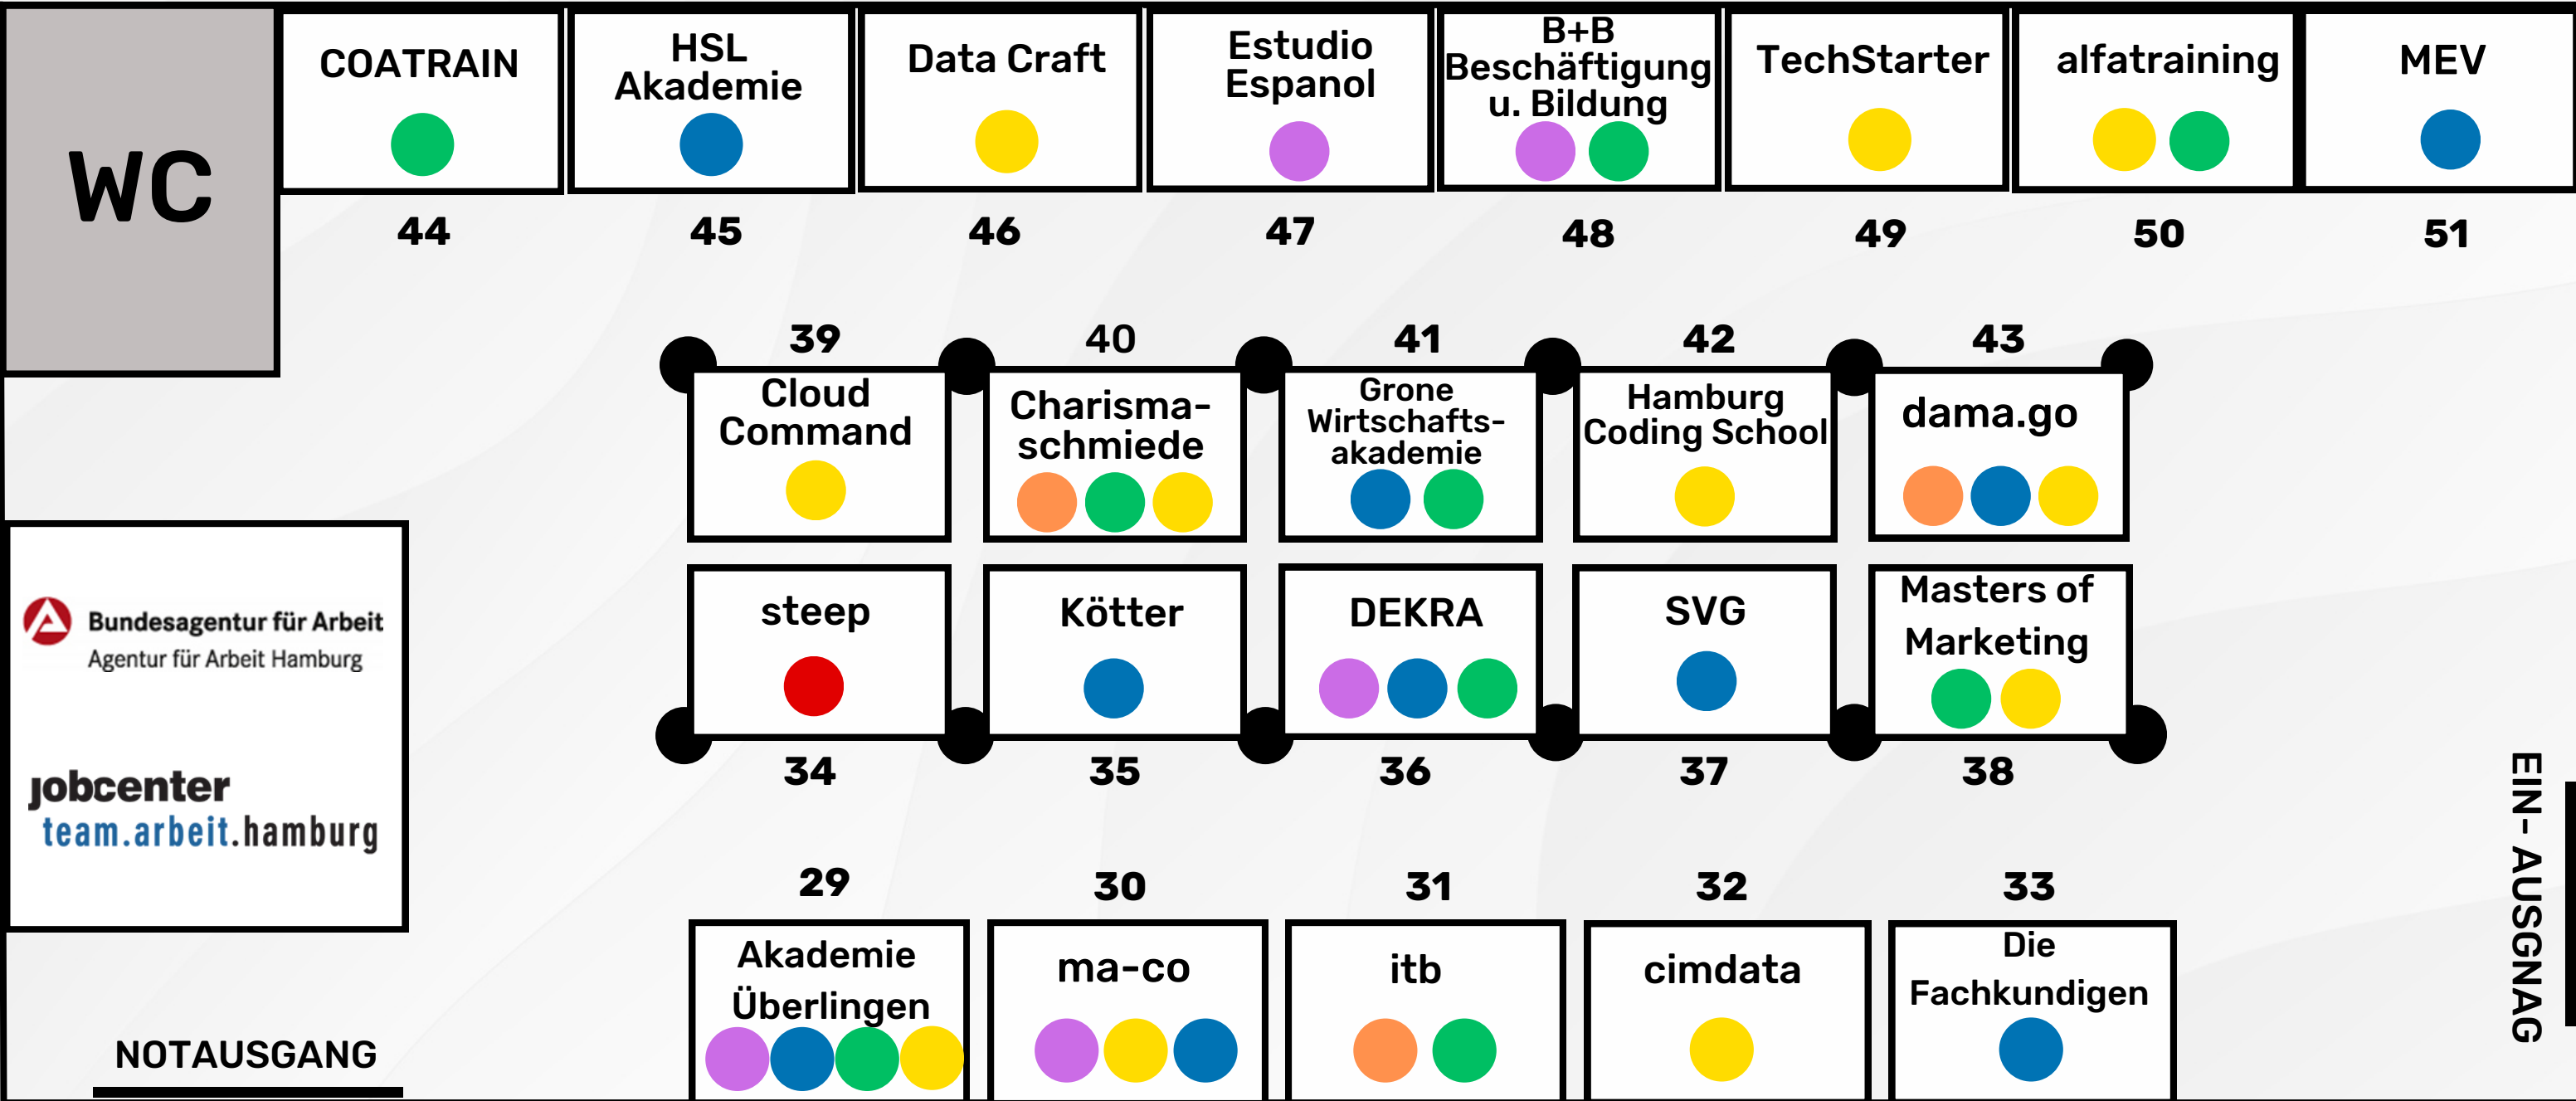 WC
COATRAIN
44
HSL
Akademie
45
Data Craft
46
Estudio
Espanol
47
B+B
Beschäftigung
u. Bildung
48
TechStarter
49
alfatraining
50
MEV
51
39
Cloud
Command
40
Charisma-
schmiede
41
Grone
Wirtschafts-
akademie
42
Hamburg
Coding School
43
dama.go
steep
34
Kötter
35
DEKRA
36
SVG
37
Masters of
Marketing
38
Bundesagentur für Arbeit
Agentur für Arbeit Hamburg
jobcenter
team.arbeit.hamburg
29
Akademie
Überlingen
30
ma-co
31
itb
32
cimdata
33
Die
Fachkundigen
NOTAUSGANG
EIN- AUSGNAG